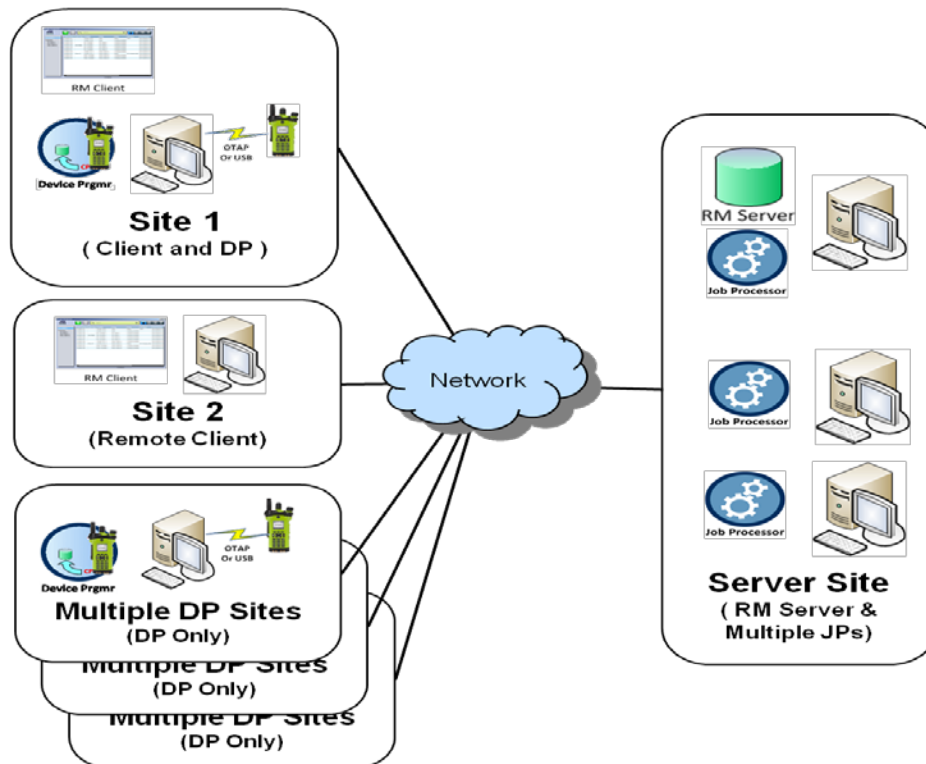 RM Client
OTAP
Or USB
Device Prgmr
Site 1
( Client and DP )
RM Client
Site 2
(Remote Client)
OTAP
Or USB
Device Prgmr
Multiple DP Sites
(DP Only)
Multiple DP Sites
(DP Only)
Multiple DP Sites
(DP Only)
Network
RM Server
Job Processor
Job Processor
Job Processor
Server Site
( RM Server &
Multiple JPs)